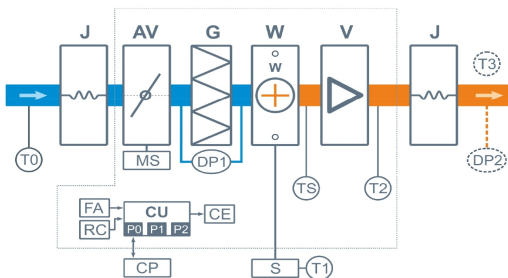 J AV G W V J
W
T3
T0
MS
DP1
DP2
TS T2
FA CU CE
RC P0 P1 P2
CP S T1